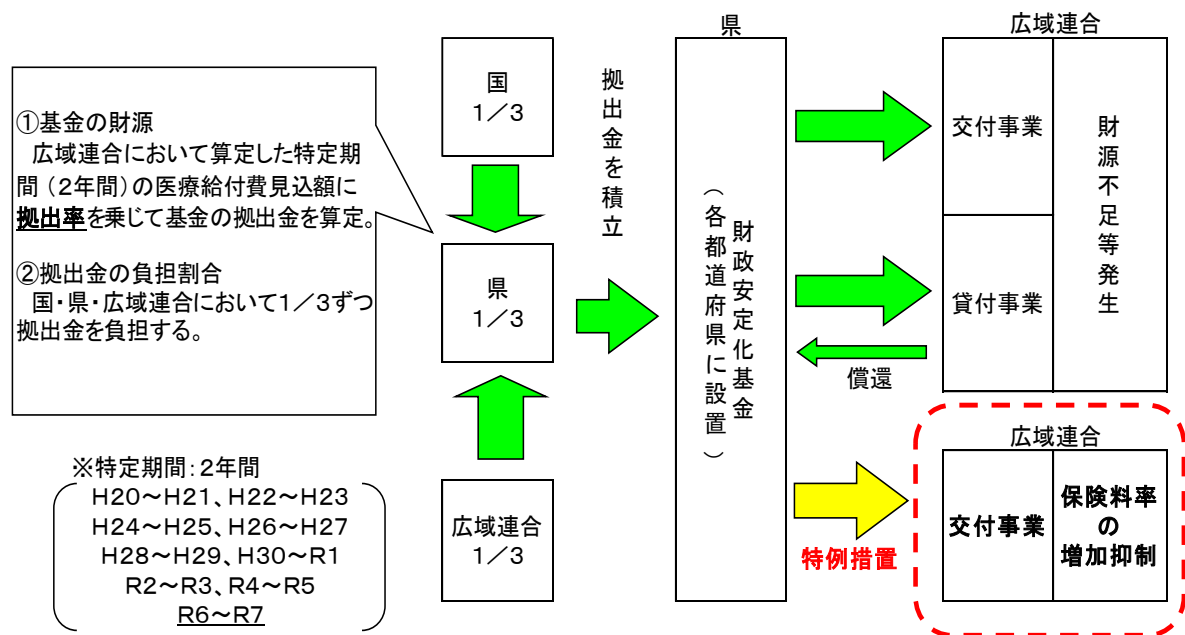 ①基金の財源
広域連合において算定した特定期
間(2年間)の医療給付費見込額に
拠出率を乗じて基金の拠出金を算定。
②拠出金の負担割合
国・県・広域連合において1/3ずつ
拠出金を負担する。
※特定期間:2年間
H20~H21、H22~H23
H24~H25、H26~H27
H28~H29、H30~R1
R2~R3、R4~R5
R6~R7
国
1/3
県
1/3
広域連合
1/3
拠出金を積立
県
財政安定化基金
(各都道府県に設置)
償還
特例措置
広域連合
交付事業
貸付事業
財源不足等発生
広域連合
交付事業
保険料率
の
増加抑制